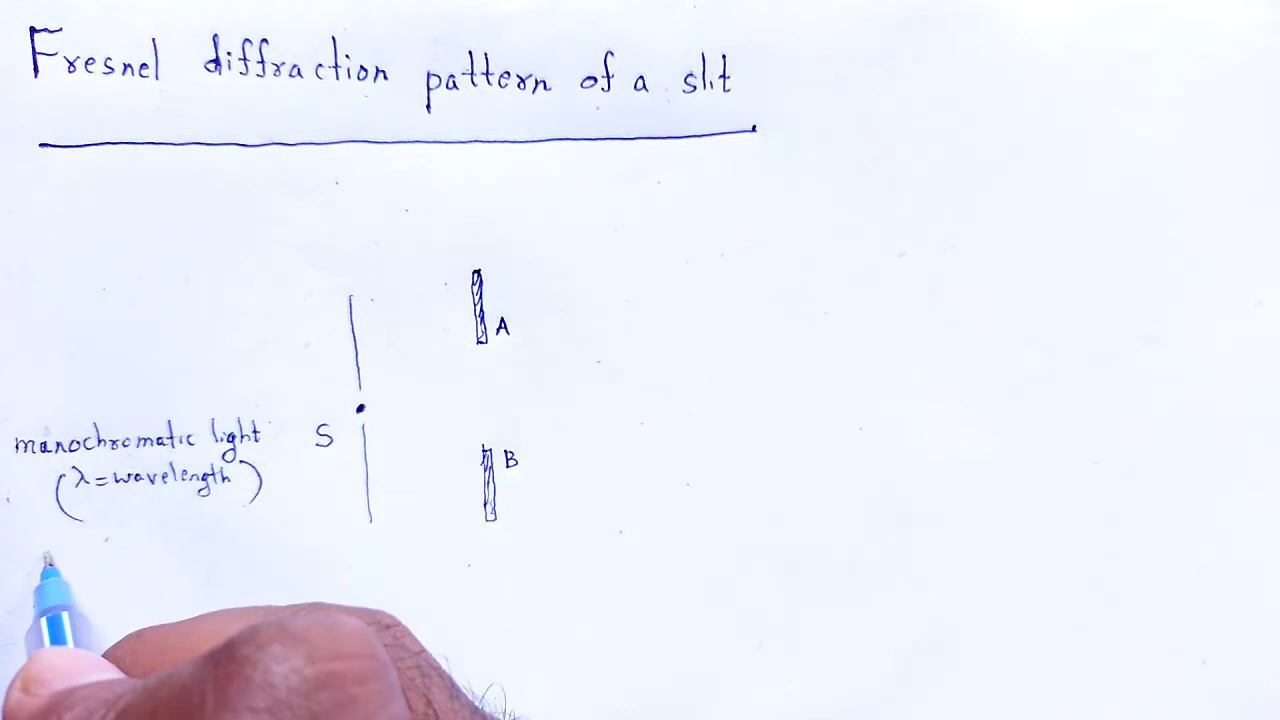 Fresnel diffraction pattern of a slit
A
manochromatic light
S
B
(λ = wavelength)